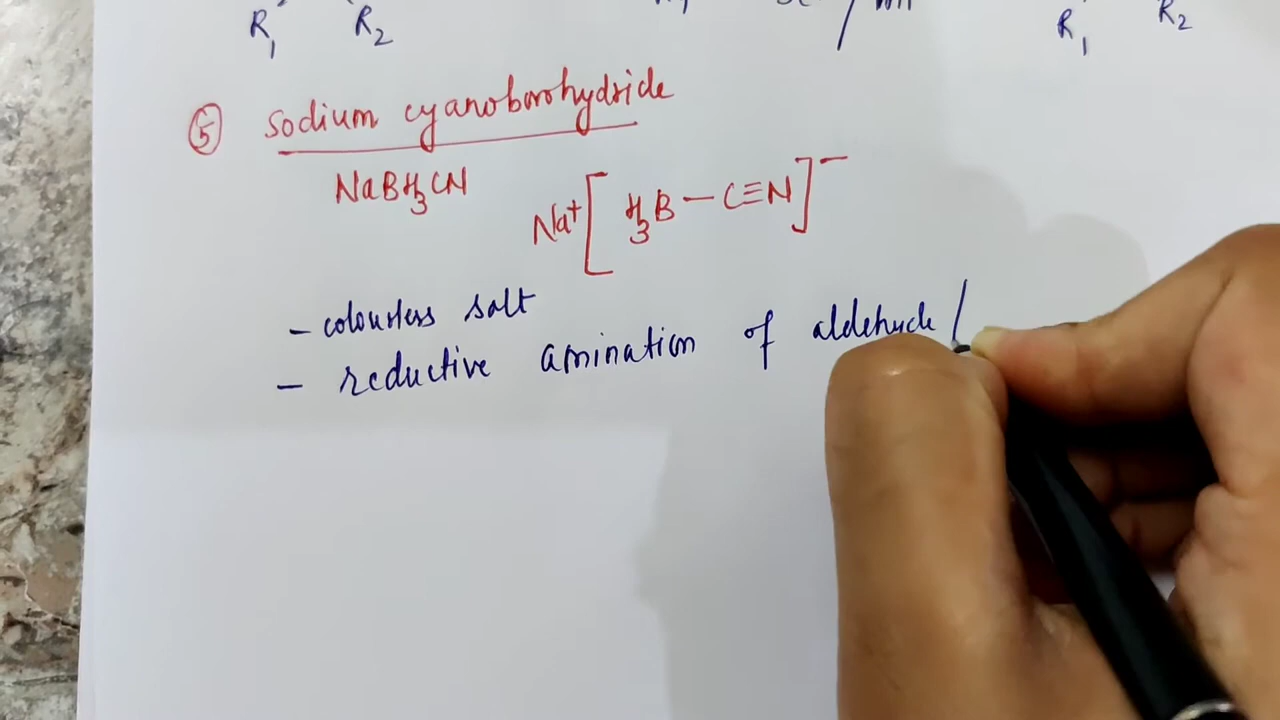 R₁ R₂ R₁ R₂
⑤ sodium cyanoborohydride
NaBH₃CN Na⁺[H₃B–C≡N]⁻
– colourless salt
– reductive amination of aldehyde/